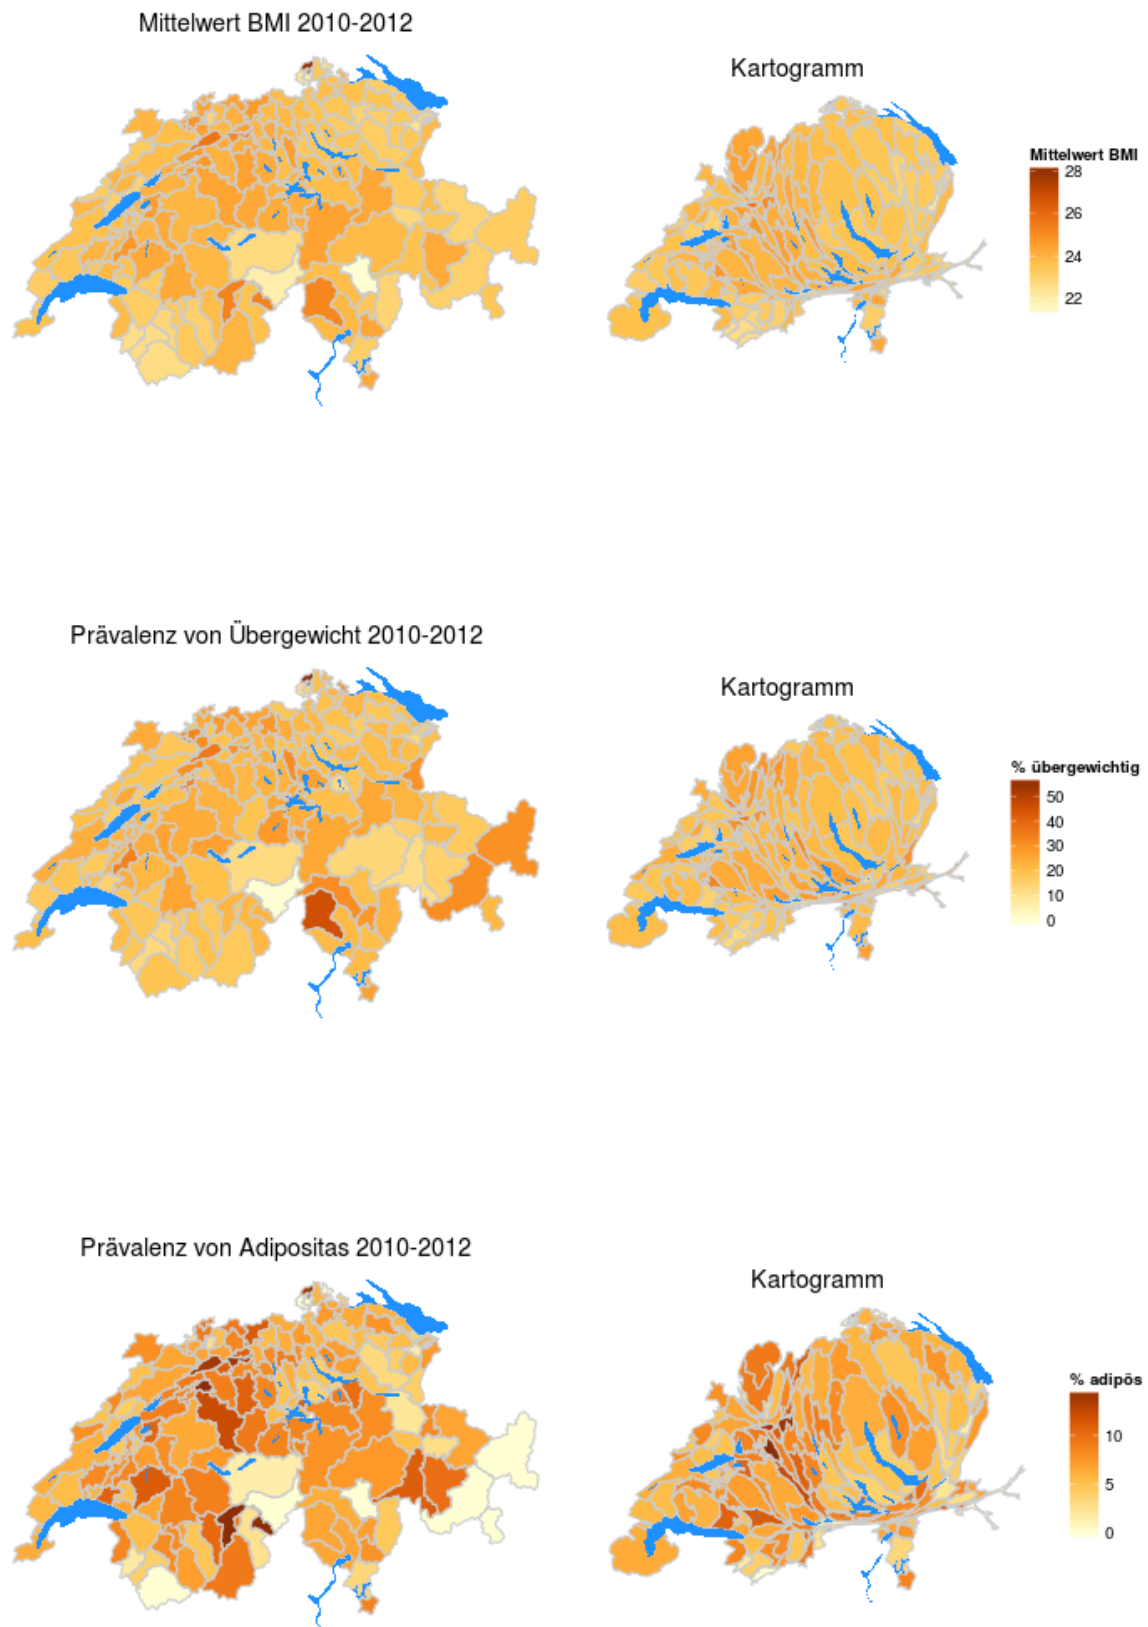 Mittelwert BMI 2010-2012
Kartogramm
Mittelwert BMI
28
26
24
22
Prävalenz von Übergewicht 2010-2012
Kartogramm
% übergewichtig
50
40
30
20
10
0
Prävalenz von Adipositas 2010-2012
Kartogramm
% adipös
10
5
0